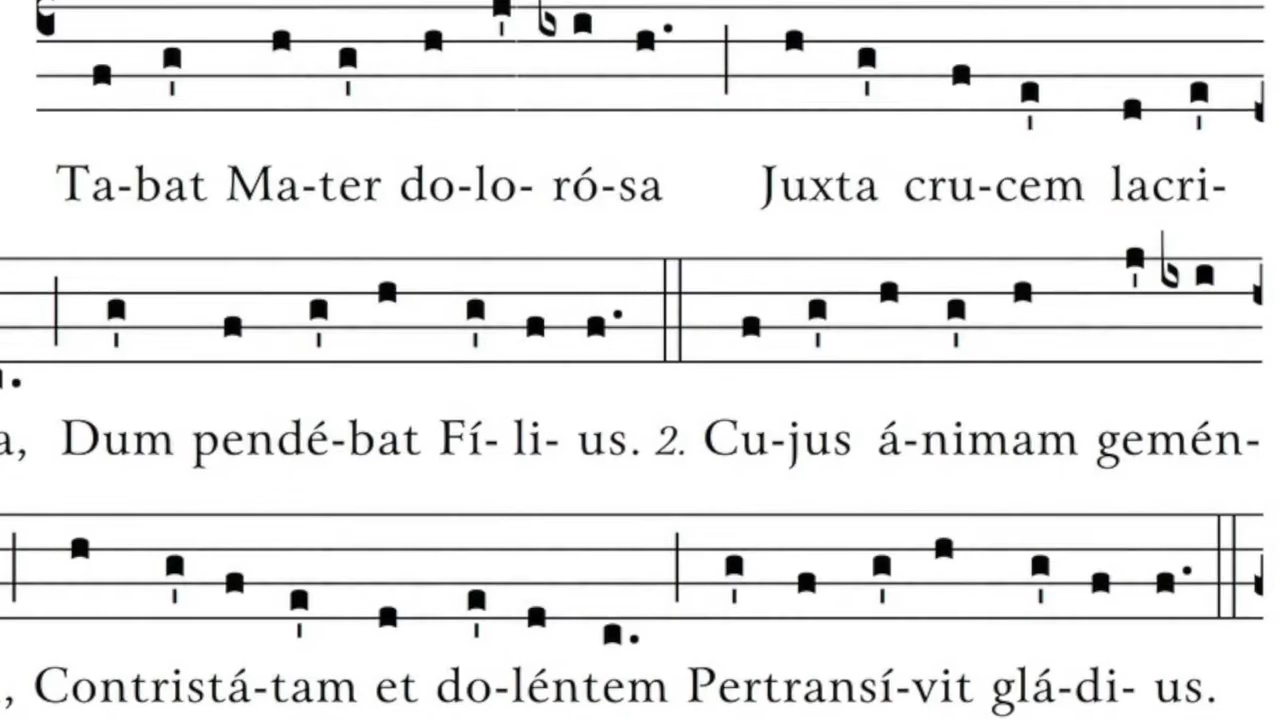 Ta-bat Ma-ter do-lo- ró-sa Juxta cru-cem lacri-
a, Dum pendé-bat Fí- li- us. 2. Cu-jus á-nimam gemén-
, Contristá-tam et do-léntem Pertransí-vit glá-di- us.